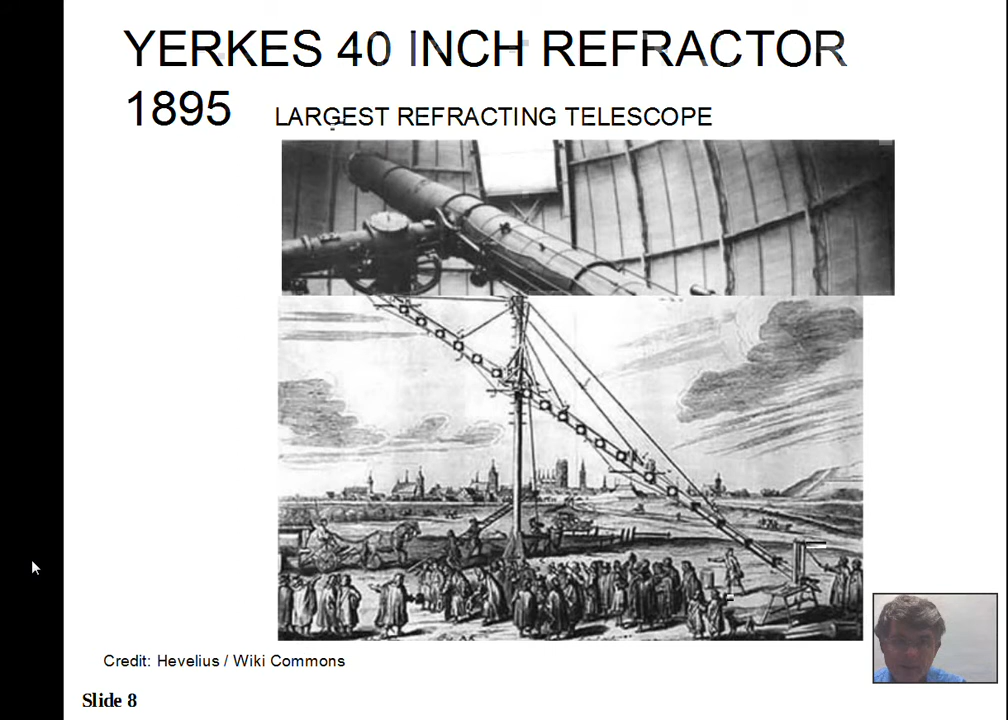 YERKES 40 INCH REFRACTOR
1895 LARGEST REFRACTING TELESCOPE
Credit: Hevelius / Wiki Commons
Slide 8